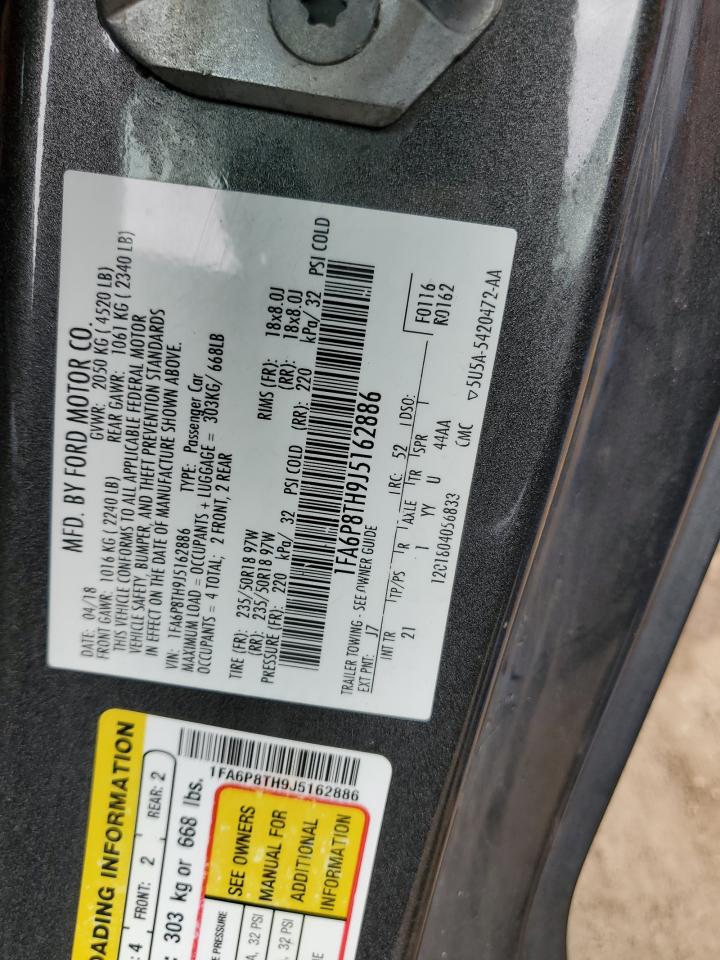 MFD. BY FORD MOTOR CO.
DATE: 04/18 GVWR: 2050 KG ( 4520 LB)
FRONT GAWR: 1016 KG ( 2240 LB) REAR GAWR: 1061 KG ( 2340 LB)
THIS VEHICLE CONFORMS TO ALL APPLICABLE FEDERAL MOTOR
VEHICLE SAFETY, BUMPER, AND THEFT PREVENTION STANDARDS
IN EFFECT ON THE DATE OF MANUFACTURE SHOWN ABOVE.
VIN: 1FA6P8TH9J5162886 TYPE: Passenger Car
MAXIMUM LOAD = OCCUPANTS + LUGGAGE = 303KG/ 668LB
OCCUPANTS = 4 TOTAL; 2 FRONT, 2 REAR
TIRE (FR): 235/50R18 97W RIMS (FR): 18x8.0J
(RR): 235/50R18 97W (RR): 18x8.0J
PRESSURE (FR): 220 kPa/ 32 PSI COLD (RR): 220 kPa/ 32 PSI COLD
1FA6P8TH9J5162886
TRAILER TOWING - SEE OWNER GUIDE
EXT PNT: J7 RC: 52 DSO: F0116
R0162
INT TR TP/PS R AXLE TR SPR
21 1 YY U 44AA
12C1604056833 CMC ▽5U5A-5420472-AA
OADING INFORMATION
: 4 FRONT: 2 REAR: 2
: 303 kg or 668 lbs.
1FA6P8TH9J5162886
E PRESSURE
A, 32 PSI
, 32 PSI
SEE OWNERS
MANUAL FOR
ADDITIONAL
INFORMATION